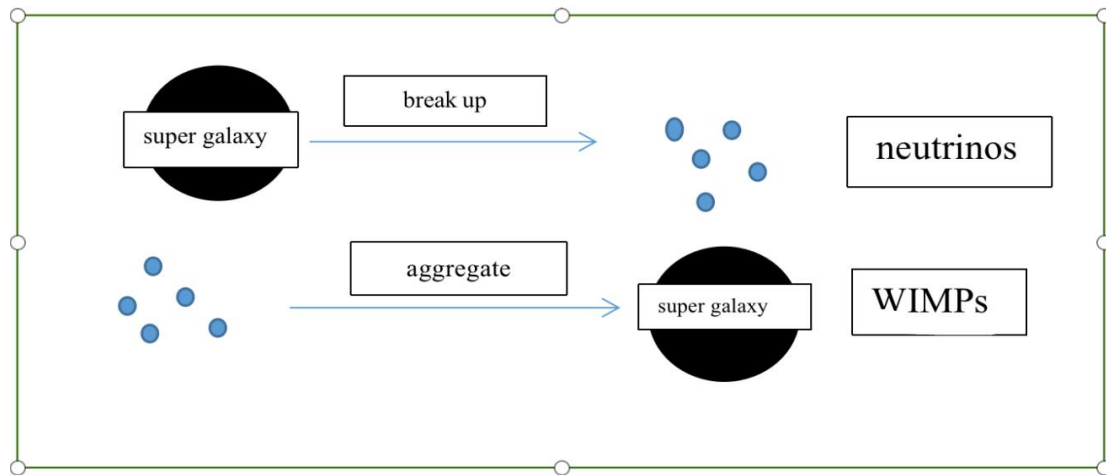 super galaxy
break up
neutrinos
aggregate
super galaxy
WIMPs